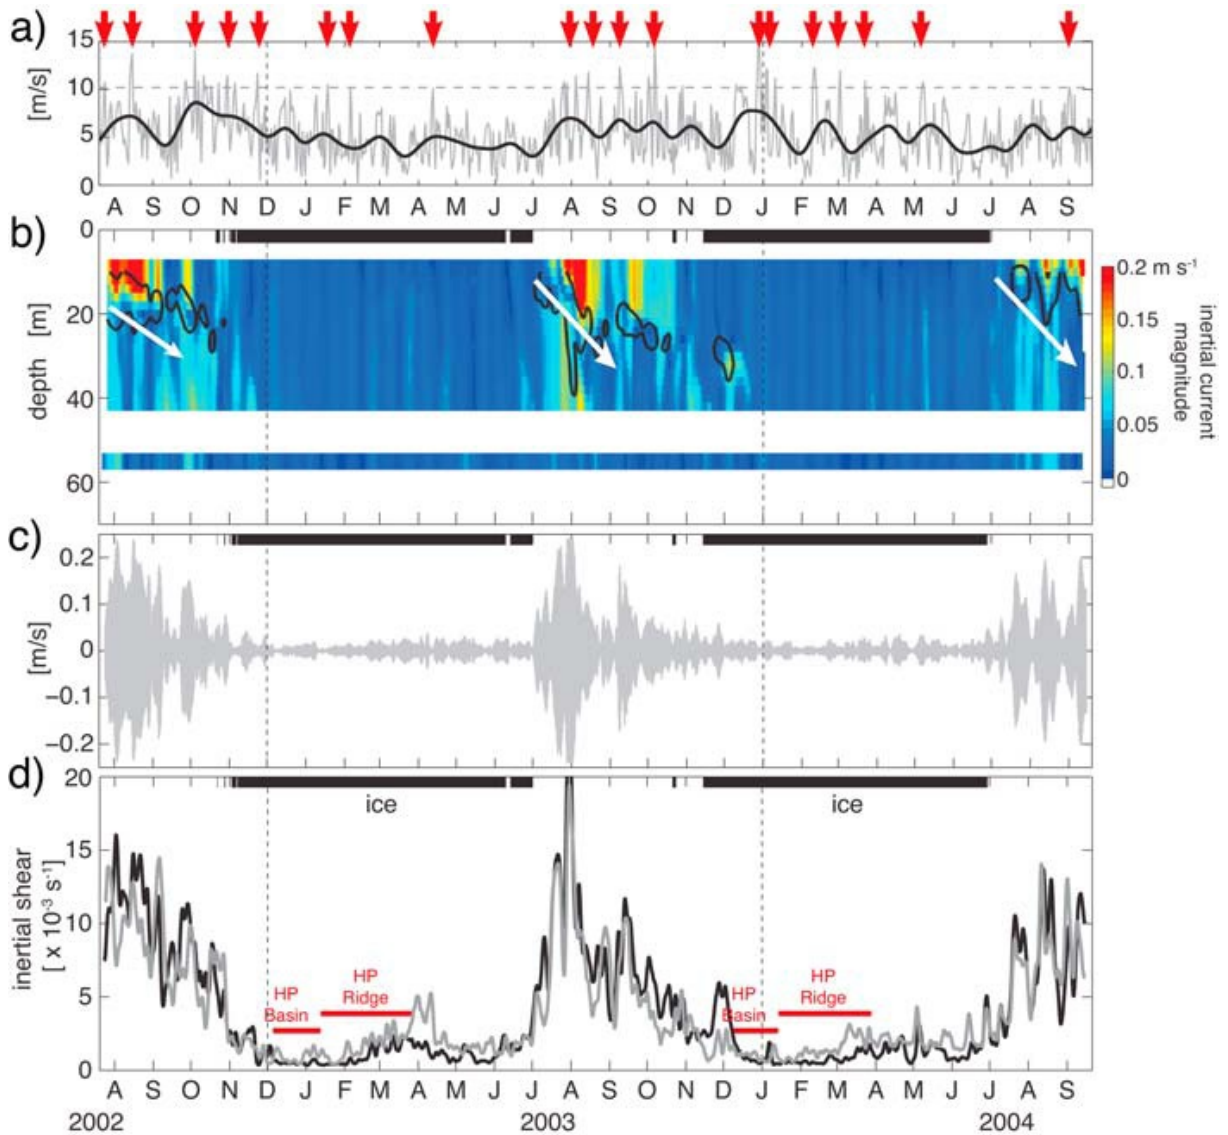 a)
15
10
5
0
[m/s]
A S O N D J F M A M J J A S O N D J F M A M J J A S
b)
0
20
40
60
depth [m]
0.2 m s⁻¹
0.15
0.1
0.05
0
inertial current
magnitude
c)
0.2
0.1
0
−0.1
−0.2
[m/s]
d)
20
15
10
5
0
inertial shear
[ x 10⁻³ s⁻¹]
ice
ice
HP
Basin
HP
Ridge
HP
Basin
HP
Ridge
A S O N D J F M A M J J A S O N D J F M A M J J A S
2002 2003 2004